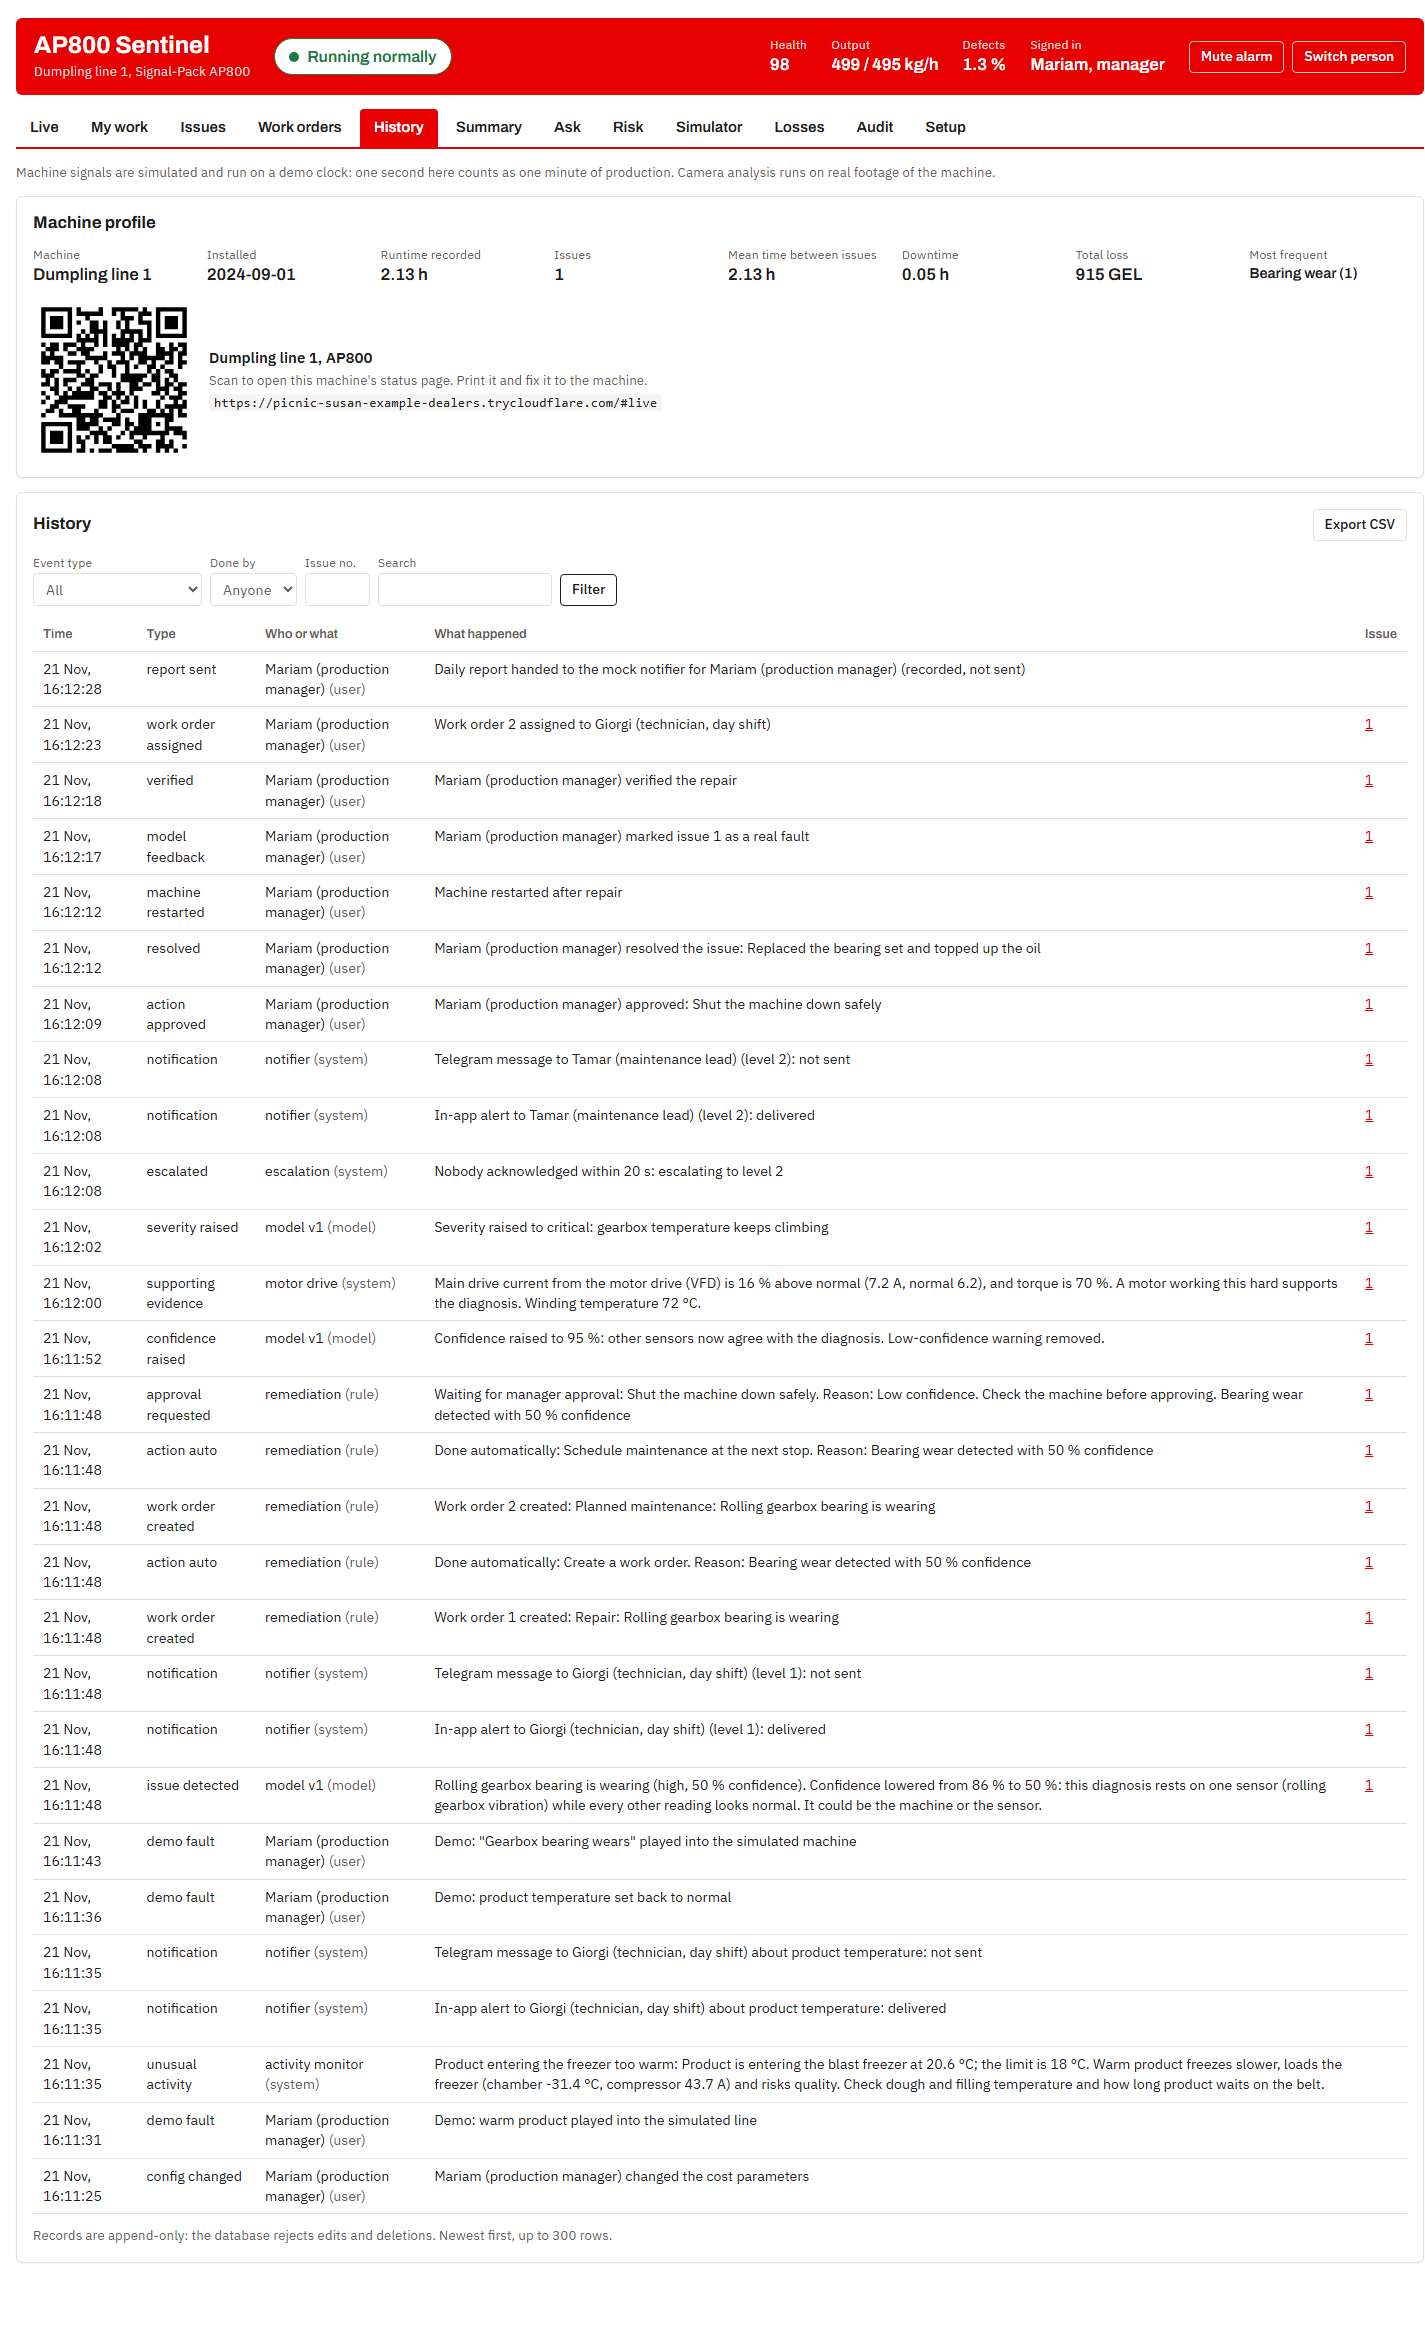 AP800 Sentinel
Dumpling line 1, Signal-Pack AP800
Running normally
Health
98
Output
499 / 495 kg/h
Defects
1.3 %
Signed in
Mariam, manager
Mute alarm
Switch person
Live
My work
Issues
Work orders
History
Summary
Ask
Risk
Simulator
Losses
Audit
Setup
Machine signals are simulated and run on a demo clock: one second here counts as one minute of production. Camera analysis runs on real footage of the machine.
Machine profile
Machine
Dumpling line 1
Installed
2024-09-01
Runtime recorded
2.13 h
Issues
1
Mean time between issues
2.13 h
Downtime
0.05 h
Total loss
915 GEL
Most frequent
Bearing wear (1)
Dumpling line 1, AP800
Scan to open this machine's status page. Print it and fix it to the machine.
https://picnic-susan-example-dealers.trycloudflare.com/#live
History
Export CSV
Event type
All
Done by
Anyone
Issue no.
Search
Filter
Time Type Who or what What happened Issue
21 Nov, report sent Mariam (production Daily report handed to the mock notifier for Mariam (production manager) (recorded, not sent)
16:12:28 manager) (user)
21 Nov, work order Mariam (production Work order 2 assigned to Giorgi (technician, day shift) 1
16:12:23 assigned manager) (user)
21 Nov, verified Mariam (production Mariam (production manager) verified the repair 1
16:12:18 manager) (user)
21 Nov, model Mariam (production Mariam (production manager) marked issue 1 as a real fault 1
16:12:17 feedback manager) (user)
21 Nov, machine Mariam (production Machine restarted after repair 1
16:12:12 restarted manager) (user)
21 Nov, resolved Mariam (production Mariam (production manager) resolved the issue: Replaced the bearing set and topped up the oil 1
16:12:12 manager) (user)
21 Nov, action Mariam (production Mariam (production manager) approved: Shut the machine down safely 1
16:12:09 approved manager) (user)
21 Nov, notification notifier (system) Telegram message to Tamar (maintenance lead) (level 2): not sent 1
16:12:08
21 Nov, notification notifier (system) In-app alert to Tamar (maintenance lead) (level 2): delivered 1
16:12:08
21 Nov, escalated escalation (system) Nobody acknowledged within 20 s: escalating to level 2 1
16:12:08
21 Nov, severity raised model v1 (model) Severity raised to critical: gearbox temperature keeps climbing 1
16:12:02
21 Nov, supporting motor drive (system) Main drive current from the motor drive (VFD) is 16 % above normal (7.2 A, normal 6.2), and torque is 70 %. A motor working this hard supports 1
16:12:00 evidence the diagnosis. Winding temperature 72 °C.
21 Nov, confidence model v1 (model) Confidence raised to 95 %: other sensors now agree with the diagnosis. Low-confidence warning removed. 1
16:11:52 raised
21 Nov, approval remediation (rule) Waiting for manager approval: Shut the machine down safely. Reason: Low confidence. Check the machine before approving. Bearing wear 1
16:11:48 requested detected with 50 % confidence
21 Nov, action auto remediation (rule) Done automatically: Schedule maintenance at the next stop. Reason: Bearing wear detected with 50 % confidence 1
16:11:48
21 Nov, work order remediation (rule) Work order 2 created: Planned maintenance: Rolling gearbox bearing is wearing 1
16:11:48 created
21 Nov, action auto remediation (rule) Done automatically: Create a work order. Reason: Bearing wear detected with 50 % confidence 1
16:11:48
21 Nov, work order remediation (rule) Work order 1 created: Repair: Rolling gearbox bearing is wearing 1
16:11:48 created
21 Nov, notification notifier (system) Telegram message to Giorgi (technician, day shift) (level 1): not sent 1
16:11:48
21 Nov, notification notifier (system) In-app alert to Giorgi (technician, day shift) (level 1): delivered 1
16:11:48
21 Nov, issue detected model v1 (model) Rolling gearbox bearing is wearing (high, 50 % confidence). Confidence lowered from 86 % to 50 %: this diagnosis rests on one sensor (rolling 1
16:11:48 gearbox vibration) while every other reading looks normal. It could be the machine or the sensor.
21 Nov, demo fault Mariam (production Demo: "Gearbox bearing wears" played into the simulated machine
16:11:43 manager) (user)
21 Nov, demo fault Mariam (production Demo: product temperature set back to normal
16:11:36 manager) (user)
21 Nov, notification notifier (system) Telegram message to Giorgi (technician, day shift) about product temperature: not sent
16:11:35
21 Nov, notification notifier (system) In-app alert to Giorgi (technician, day shift) about product temperature: delivered
16:11:35
21 Nov, unusual activity monitor Product entering the freezer too warm: Product is entering the blast freezer at 20.6 °C; the limit is 18 °C. Warm product freezes slower, loads the
16:11:35 activity (system) freezer (chamber -31.4 °C, compressor 43.7 A) and risks quality. Check dough and filling temperature and how long product waits on the belt.
21 Nov, demo fault Mariam (production Demo: warm product played into the simulated line
16:11:31 manager) (user)
21 Nov, config changed Mariam (production Mariam (production manager) changed the cost parameters
16:11:25 manager) (user)
Records are append-only: the database rejects edits and deletions. Newest first, up to 300 rows.